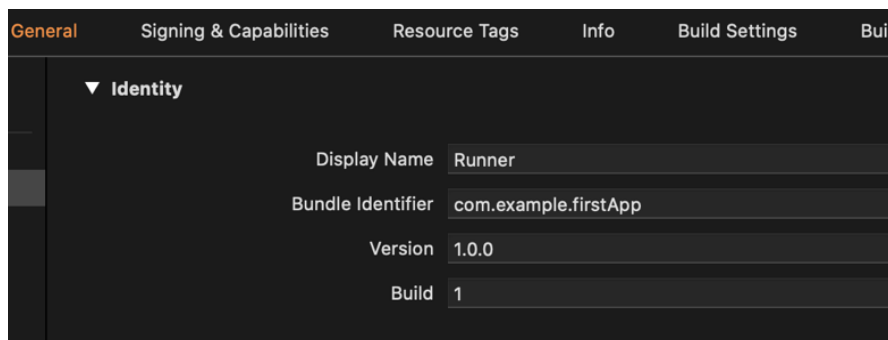 General Signing & Capabilities Resource Tags Info Build Settings Bui
Identity
Display Name Runner
Bundle Identifier com.example.firstApp
Version 1.0.0
Build 1